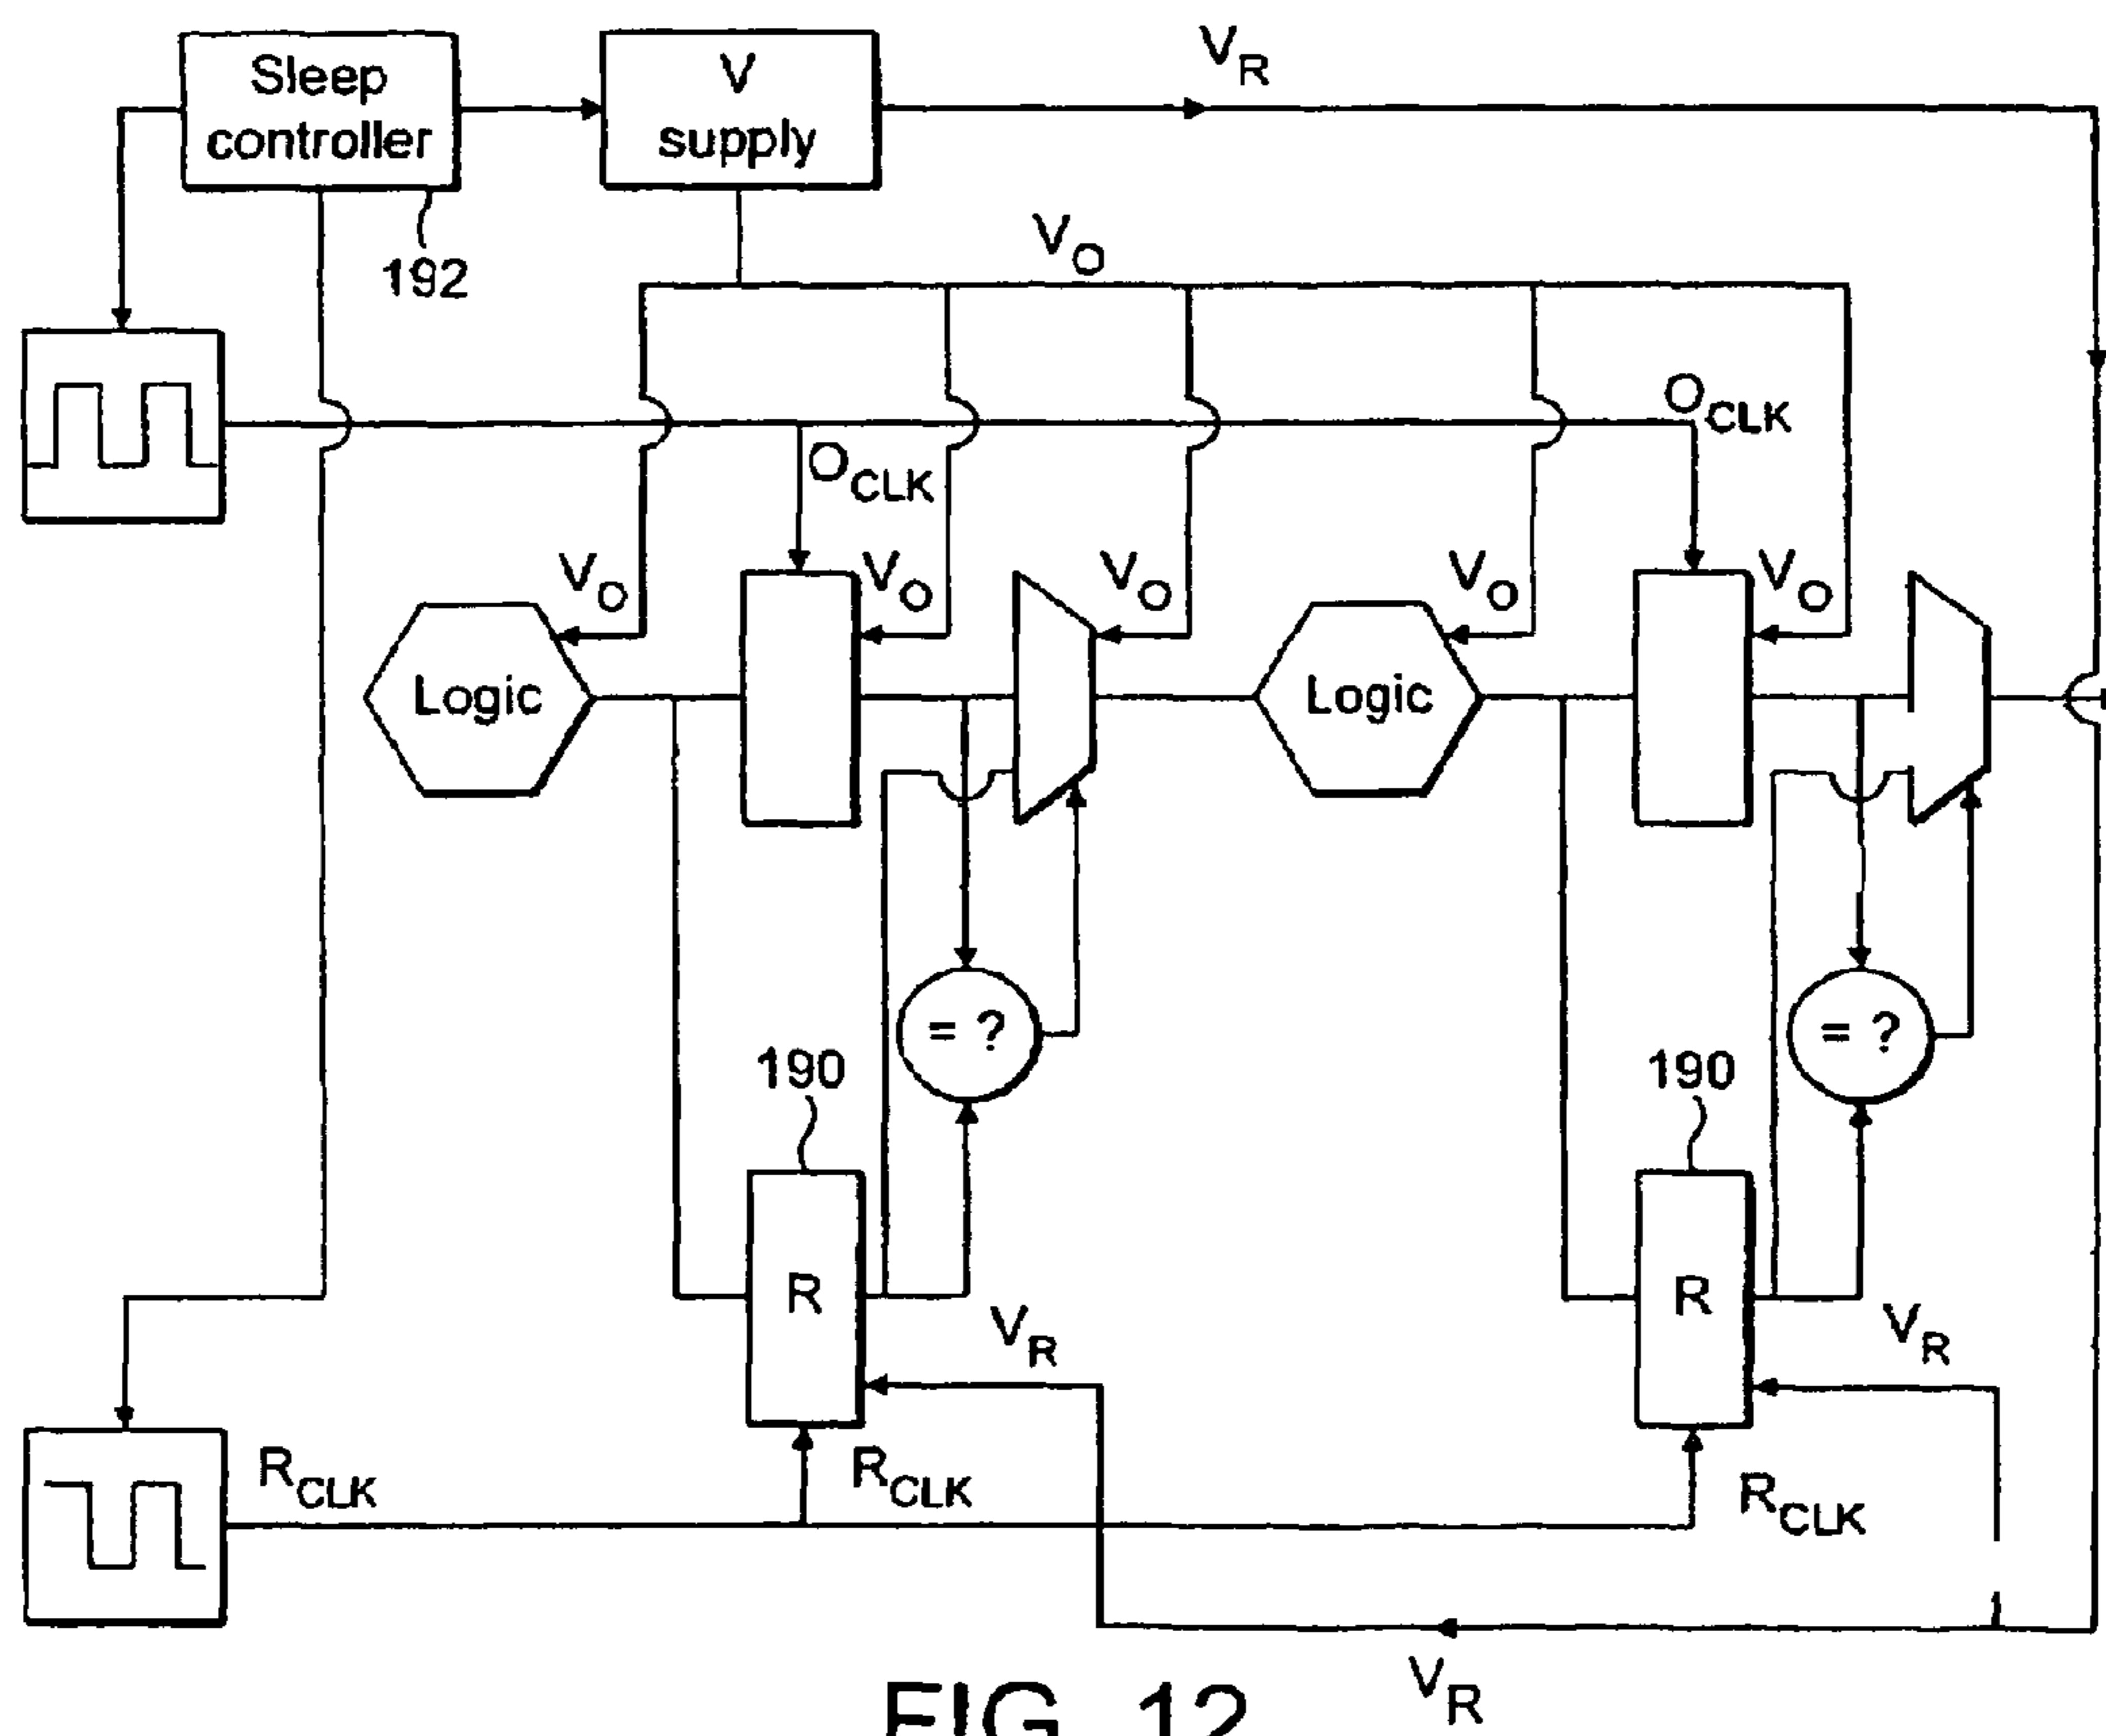 Sleep
controller
V
supply
V_R
192
V_O
O_CLK
O_CLK
V_O
V_O
V_O
V_O
V_O
Logic
Logic
= ?
= ?
190
190
R
R
V_R
V_R
R_CLK
R_CLK
R_CLK
V_R
FIG. 12